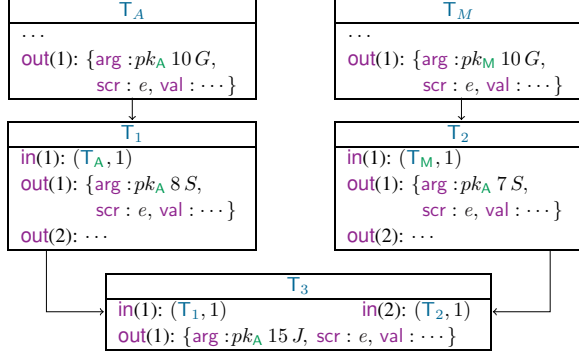 T_A
···
out(1): {arg : pk_A 10 G,
scr : e, val : ··· }
T_M
···
out(1): {arg : pk_M 10 G,
scr : e, val : ··· }
T_1
in(1): (T_A, 1)
out(1): {arg : pk_A 8 S,
scr : e, val : ··· }
out(2): ···
T_2
in(1): (T_M, 1)
out(1): {arg : pk_A 7 S,
scr : e, val : ··· }
out(2): ···
T_3
in(1): (T_1, 1) in(2): (T_2, 1)
out(1): {arg : pk_A 15 J, scr : e, val : ··· }